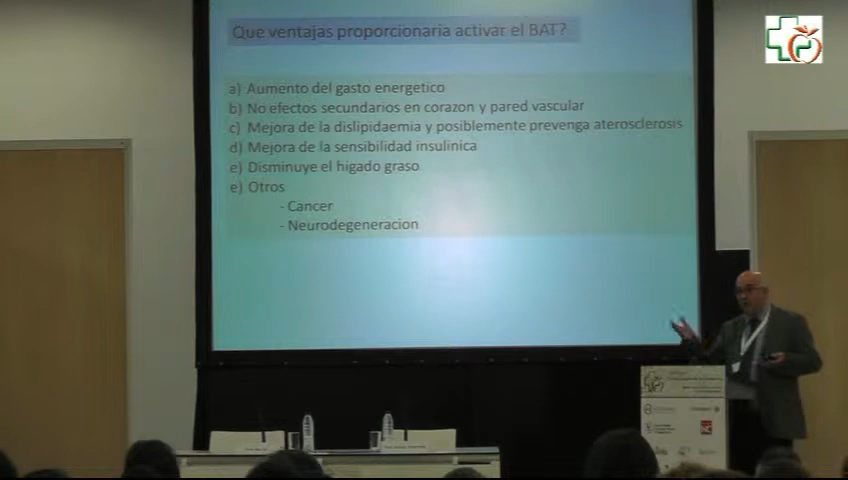 Que ventajas proporcionaria activar el BAT?
a) Aumento del gasto energetico
b) No efectos secundarios en corazon y pared vascular
c) Mejora de la dislipidaemia y posiblemente prevenga aterosclerosis
d) Mejora de la sensibilidad insulinica
e) Disminuye el higado graso
e) Otros
- Cancer
- Neurodegeneracion